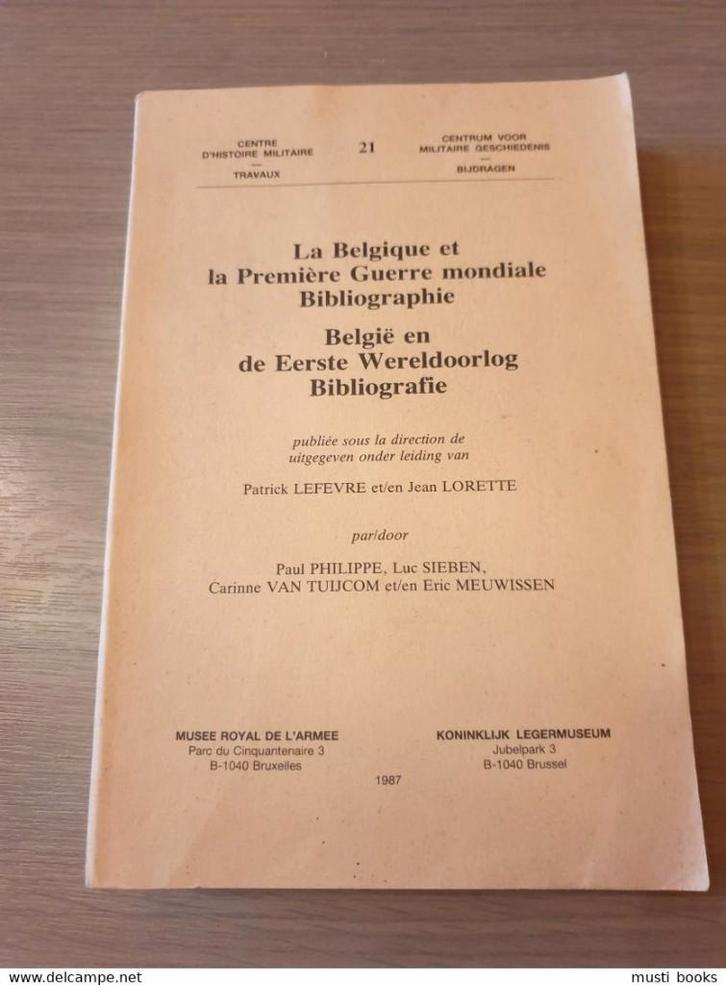 CENTRE
D'HISTOIRE MILITAIRE
—
TRAVAUX
21
CENTRUM VOOR
MILITAIRE GESCHIEDENIS
—
BIJDRAGEN
La Belgique et
la Première Guerre mondiale
Bibliographie
België en
de Eerste Wereldoorlog
Bibliografie
publiée sous la direction de
uitgegeven onder leiding van
Patrick LEFEVRE et/en Jean LORETTE
par/door
Paul PHILIPPE, Luc SIEBEN,
Carinne VAN TUIJCOM et/en Eric MEUWISSEN
MUSEE ROYAL DE L'ARMEE
Parc du Cinquantenaire 3
B-1040 Bruxelles
KONINKLIJK LEGERMUSEUM
Jubelpark 3
B-1040 Brussel
1987
www.delcampe.net
musti books